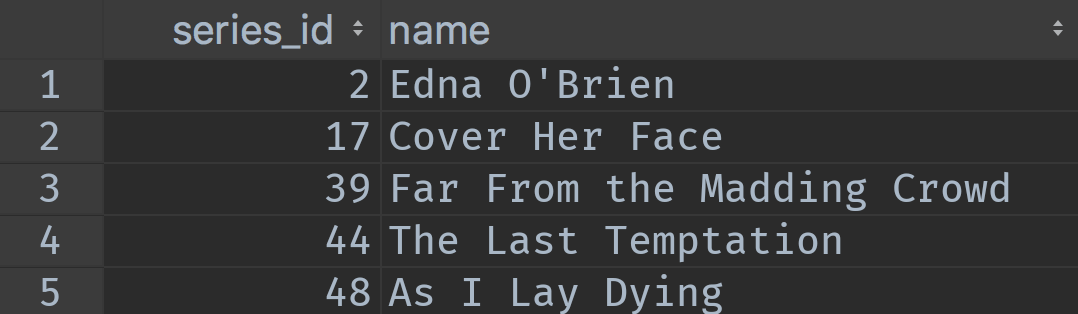 series_id name
1 2 Edna O'Brien
2 17 Cover Her Face
3 39 Far From the Madding Crowd
4 44 The Last Temptation
5 48 As I Lay Dying